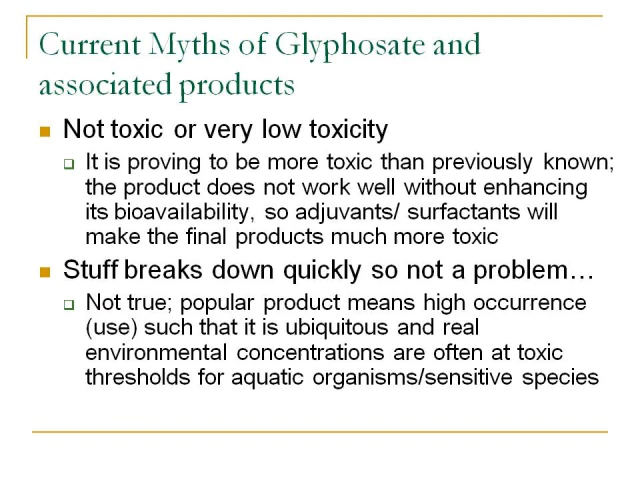 Current Myths of Glyphosate and
associated products
Not toxic or very low toxicity
It is proving to be more toxic than previously known;
the product does not work well without enhancing
its bioavailability, so adjuvants/ surfactants will
make the final products much more toxic
Stuff breaks down quickly so not a problem…
Not true; popular product means high occurrence
(use) such that it is ubiquitous and real
environmental concentrations are often at toxic
thresholds for aquatic organisms/sensitive species